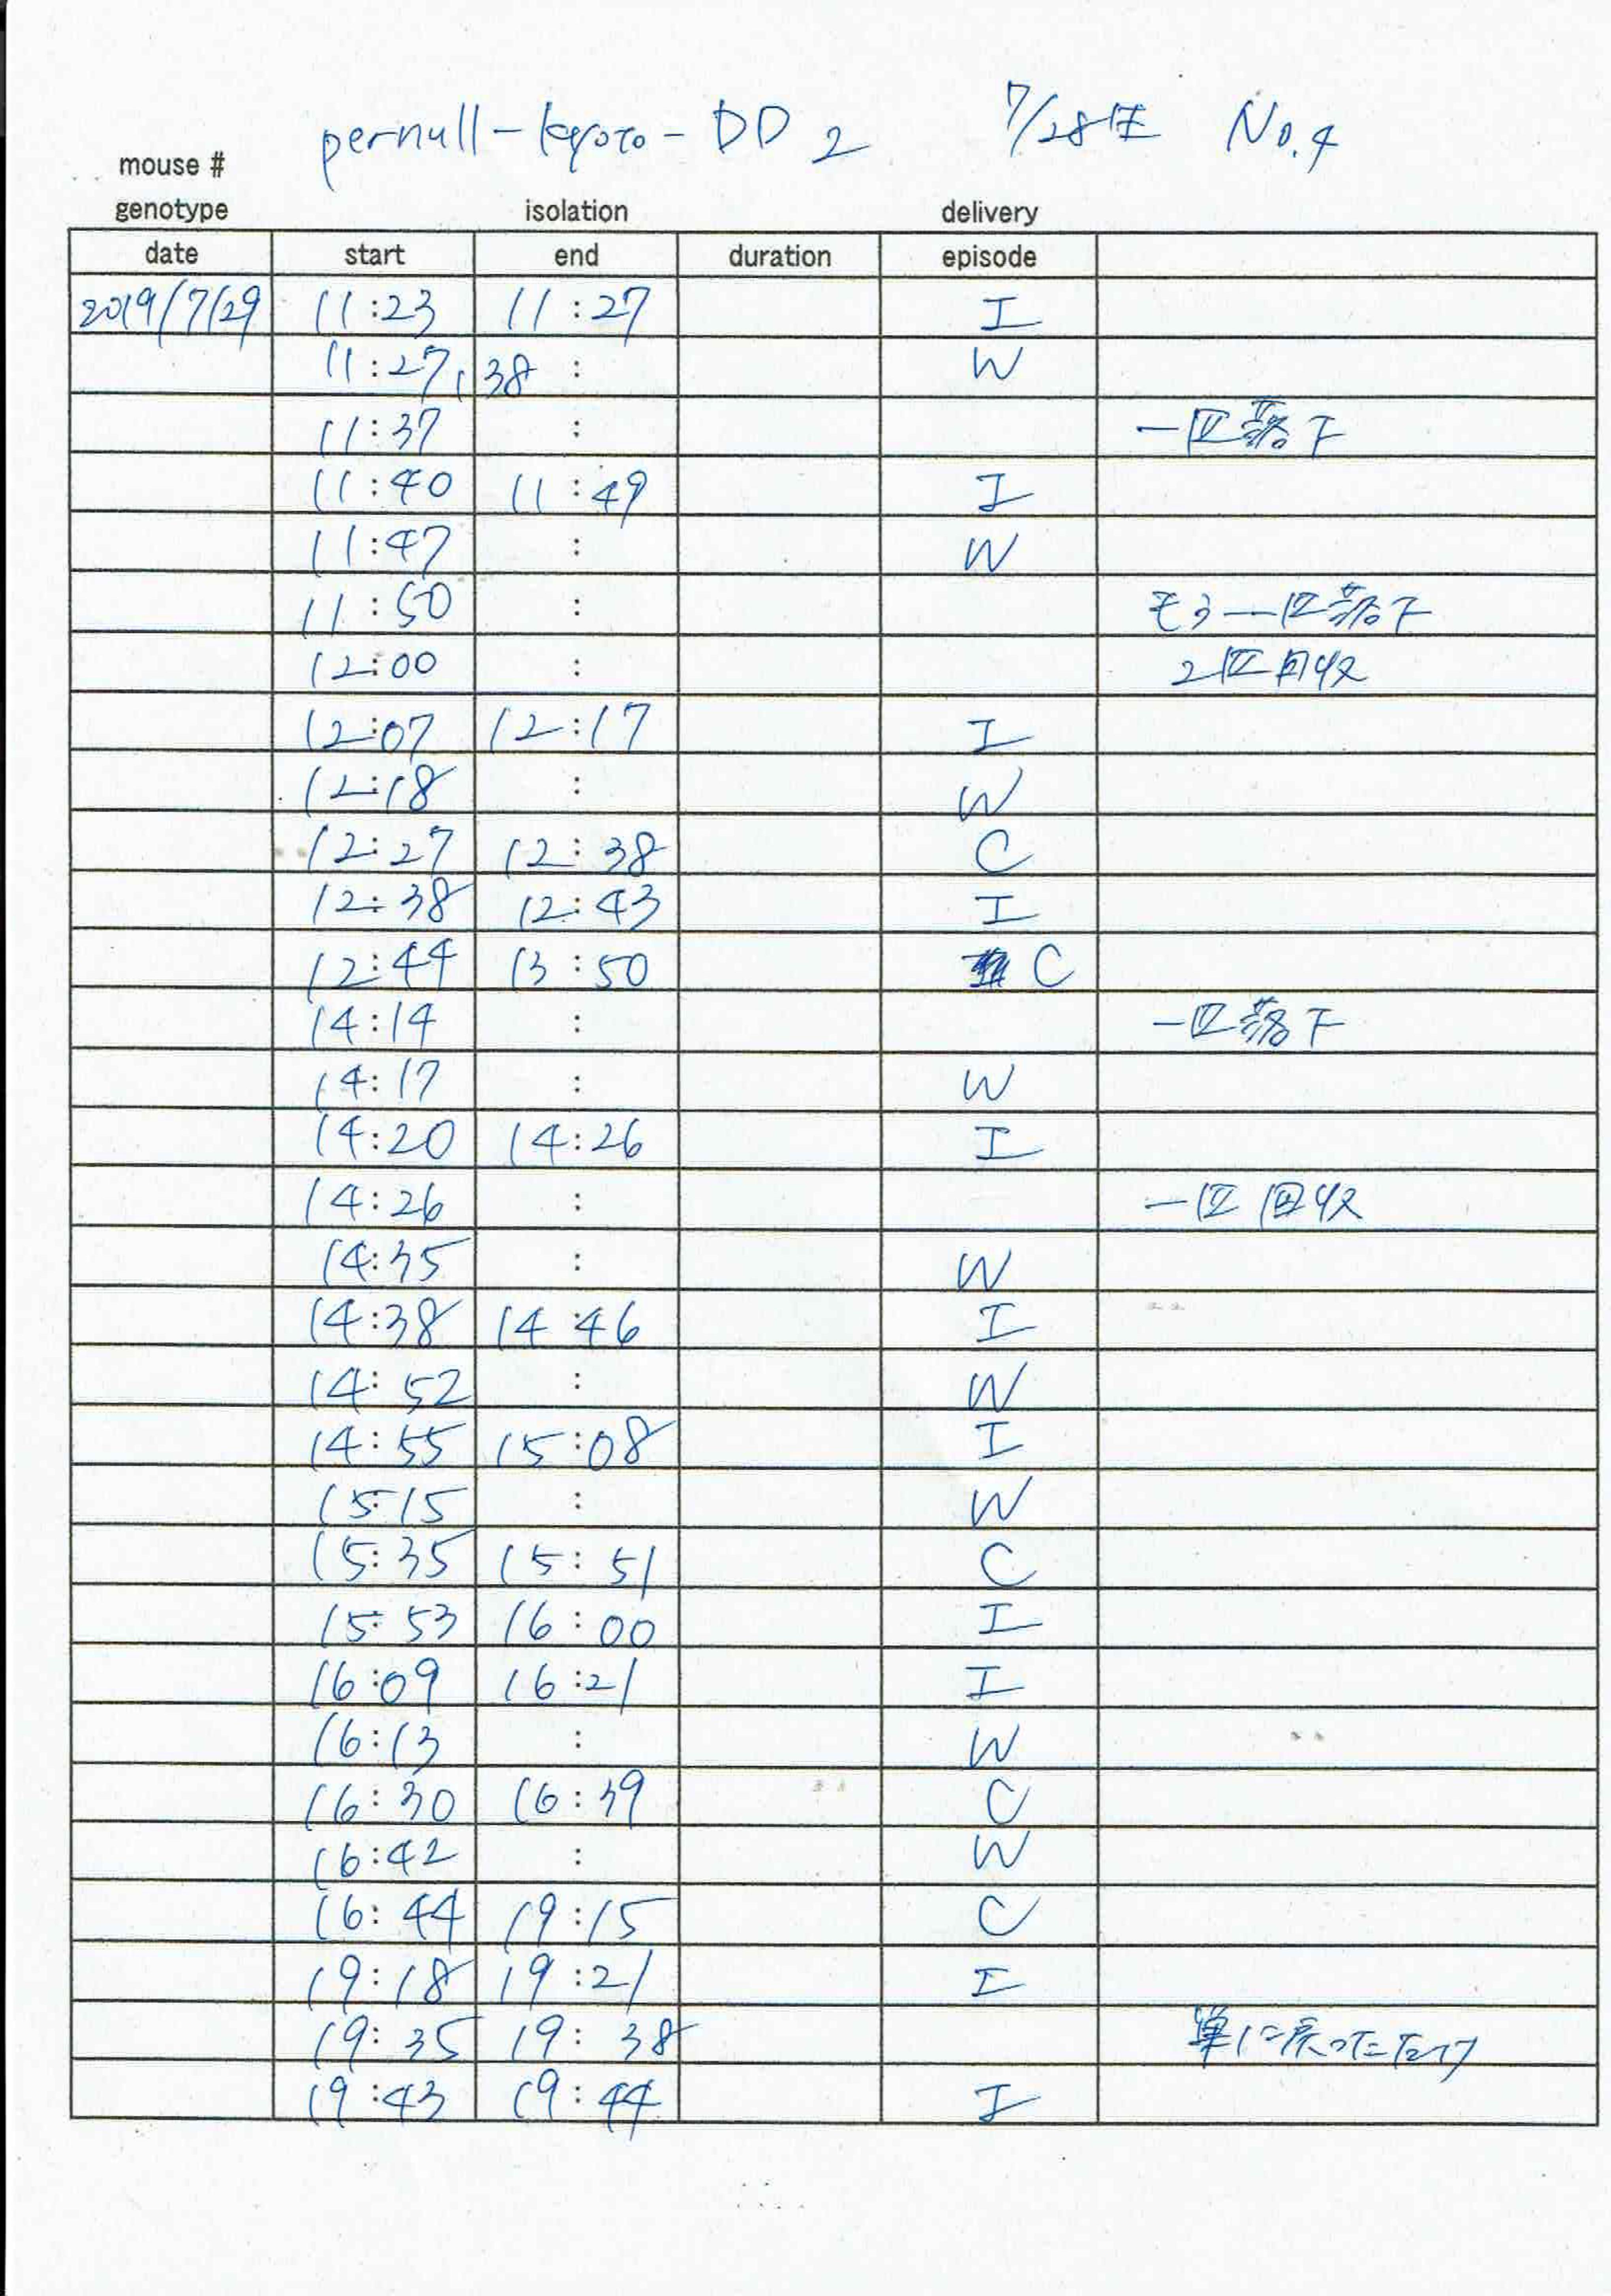 pernull-kyoto-DD 2 7/28生 No.4
mouse #
genotype isolation delivery
date start end duration episode
2019/7/29 11:23 11:27 I
11:27, 38 : W
11:37 : 一匹落下
11:40 11:49 I
11:47 : W
11:50 : もう一匹落下
12:00 : 2匹回収
12:07 12:17 I
12:18 : W
12:27 12:38 C
12:38 12:43 I
12:44 13:50 C
14:14 : 一匹落下
14:17 : W
14:20 14:26 I
14:26 : 一匹回収
14:35 : W
14:38 14:46 I
14:52 : W
14:55 15:08 I
15:15 : W
15:35 15:51 C
15:53 16:00 I
16:09 16:21 I
16:13 : W
16:30 16:39 C
16:42 : W
16:44 19:15 C
19:18 19:21 I
19:35 19:38 単に戻っただけ
19:43 19:44 I